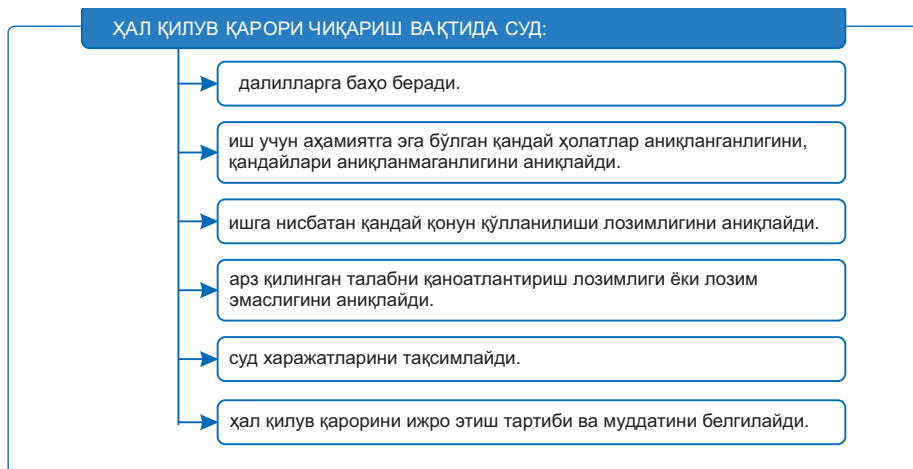 ҲАЛ ҚИЛУВ ҚАРОРИ ЧИҚАРИШ ВАҚТИДА СУД:
далилларга баҳо беради.
иш учун аҳамиятга эга бўлган қандай ҳолатлар аниқланганлигини,
қандайлари аниқланмаганлигини аниқлайди.
ишга нисбатан қандай қонун қўлланилиши лозимлигини аниқлайди.
арз қилинган талабни қаноатлантириш лозимлиги ёки лозим
эмаслигини аниқлайди.
суд харажатларини тақсимлайди.
ҳал қилув қарорини ижро этиш тартиби ва муддатини белгилайди.